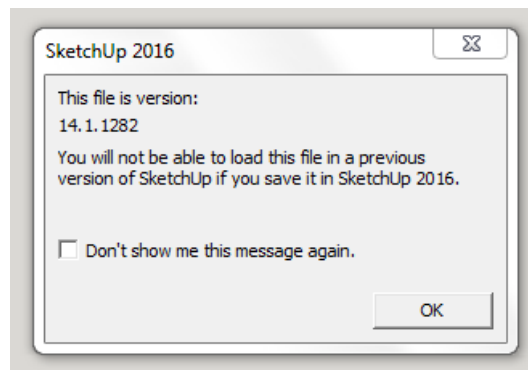 SketchUp 2016
This file is version:
14.1.1282
You will not be able to load this file in a previous
version of SketchUp if you save it in SketchUp 2016.
Don't show me this message again.
OK